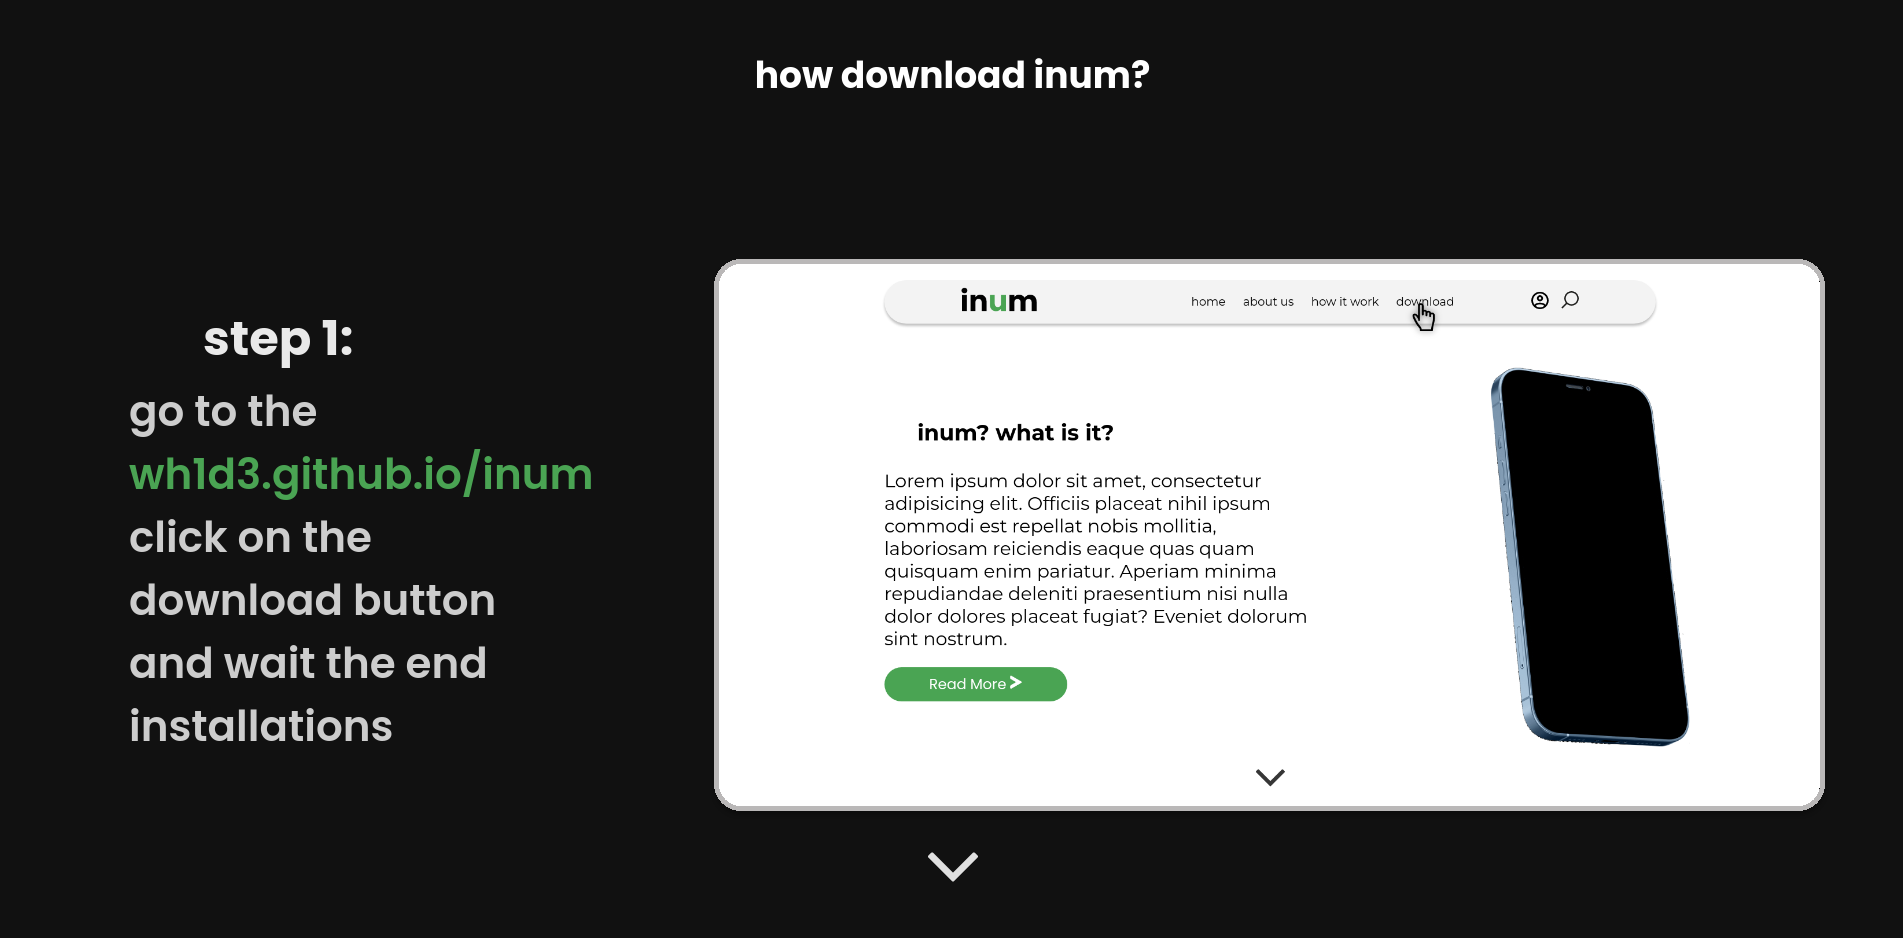 how download inum?
step 1:
go to the
wh1d3.github.io/inum
click on the
download button
and wait the end
installations
inum
home about us how it work download
inum? what is it?
Lorem ipsum dolor sit amet, consectetur
adipisicing elit. Officiis placeat nihil ipsum
commodi est repellat nobis mollitia,
laboriosam reiciendis eaque quas quam
quisquam enim pariatur. Aperiam minima
repudiandae deleniti praesentium nisi nulla
dolor dolores placeat fugiat? Eveniet dolorum
sint nostrum.
Read More >